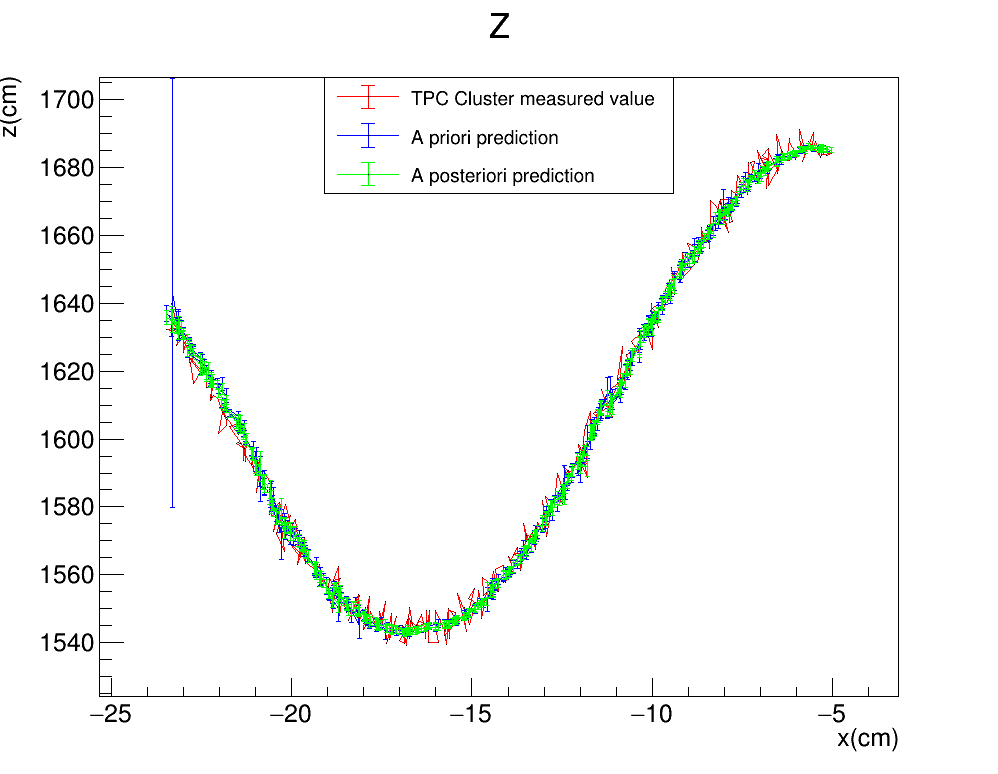 Z
z(cm)
1700
1680
1660
1640
1620
1600
1580
1560
1540
TPC Cluster measured value
A priori prediction
A posteriori prediction
−25 −20 −15 −10 −5
x(cm)